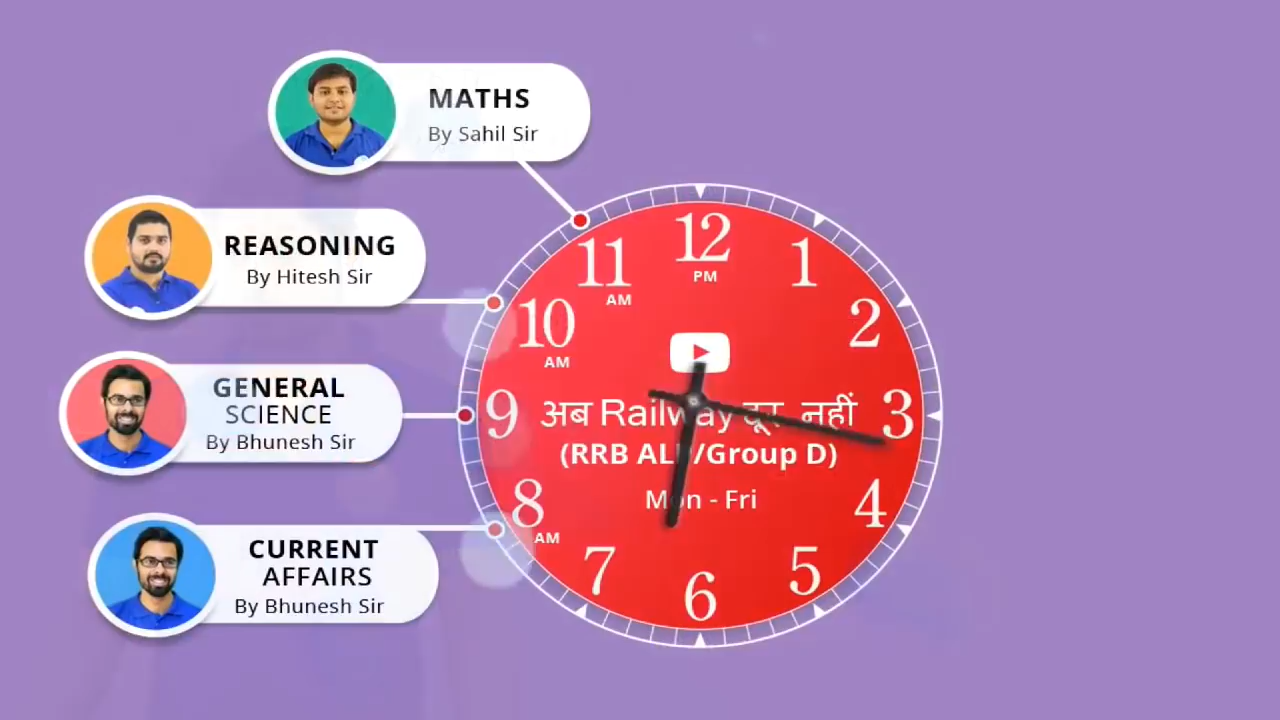 MATHS
By Sahil Sir
REASONING
By Hitesh Sir
GENERAL
SCIENCE
By Bhunesh Sir
CURRENT
AFFAIRS
By Bhunesh Sir
12
PM
1
2
3
4
5
6
7
8
AM
9
10
AM
11
AM
अब Railway दूर नहीं
(RRB ALP/Group D)
Mon - Fri